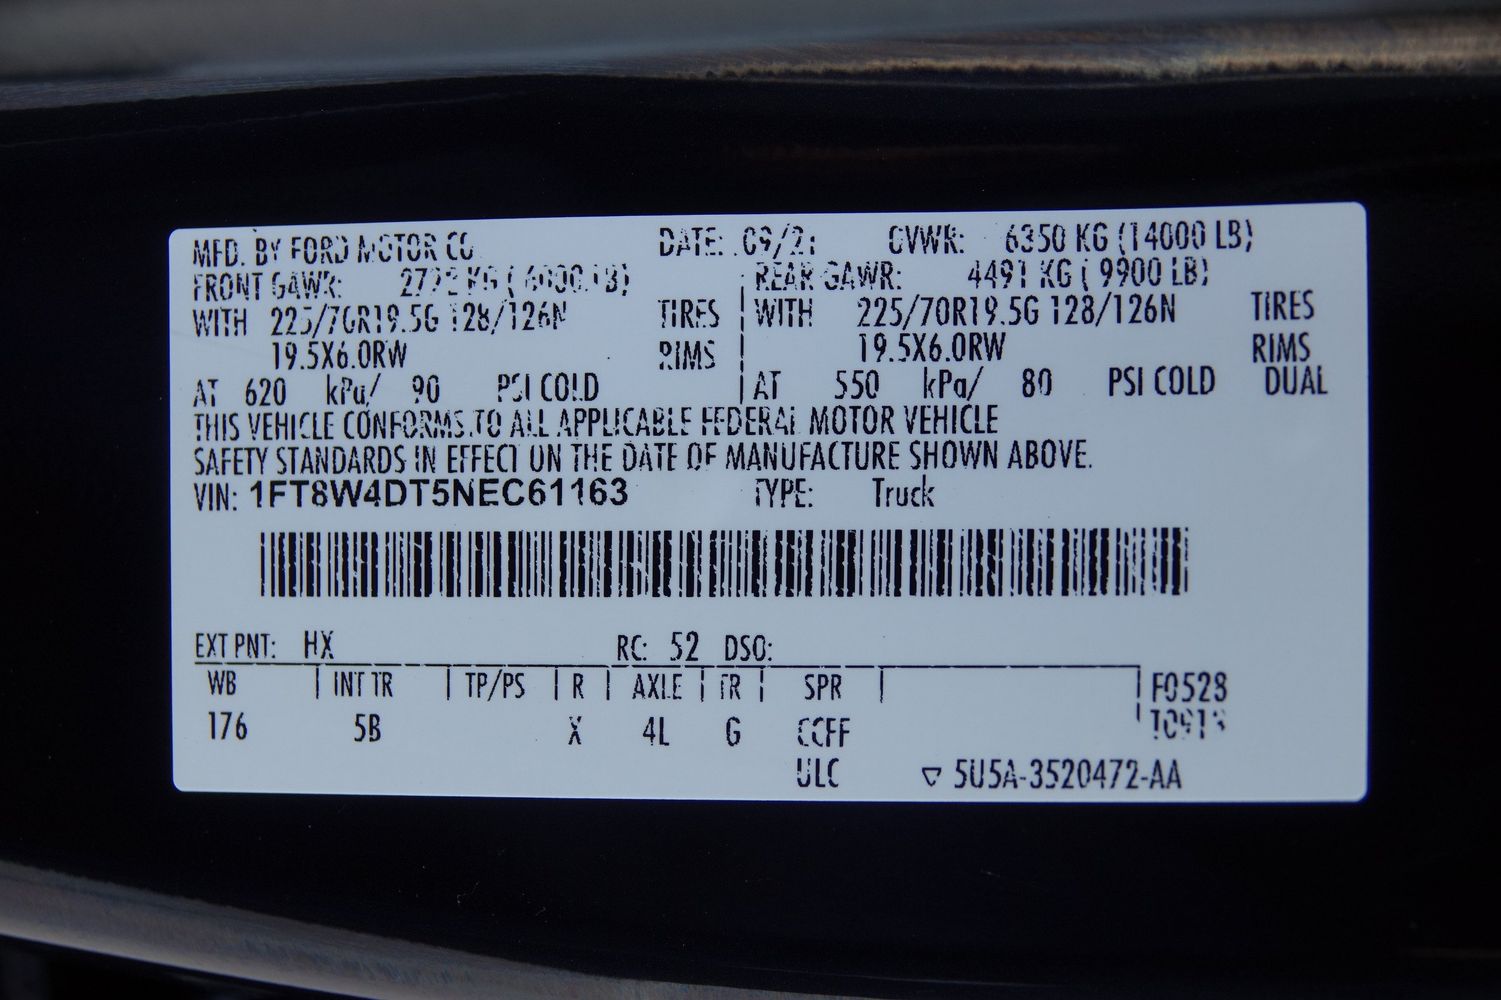 MFD. BY FORD MOTOR CO. DATE: 09/21 GVWR: 6350 KG (14000 LB)
FRONT GAWR: 2722 KG ( 6000 LB) REAR GAWR: 4491 KG ( 9900 LB)
WITH 225/70R19.5G 128/126N TIRES WITH 225/70R19.5G 128/126N TIRES
19.5X6.0RW RIMS 19.5X6.0RW RIMS
AT 620 kPa/ 90 PSI COLD AT 550 kPa/ 80 PSI COLD DUAL
THIS VEHICLE CONFORMS TO ALL APPLICABLE FEDERAL MOTOR VEHICLE
SAFETY STANDARDS IN EFFECT ON THE DATE OF MANUFACTURE SHOWN ABOVE.
VIN: 1FT8W4DT5NEC61163 TYPE: Truck
EXT PNT: HX RC: 52 DSO:
WB INT TR TP/PS R AXLE TR SPR F0528
176 5B X 4L G CCFF
ULC ▽ 5U5A-3520472-AA